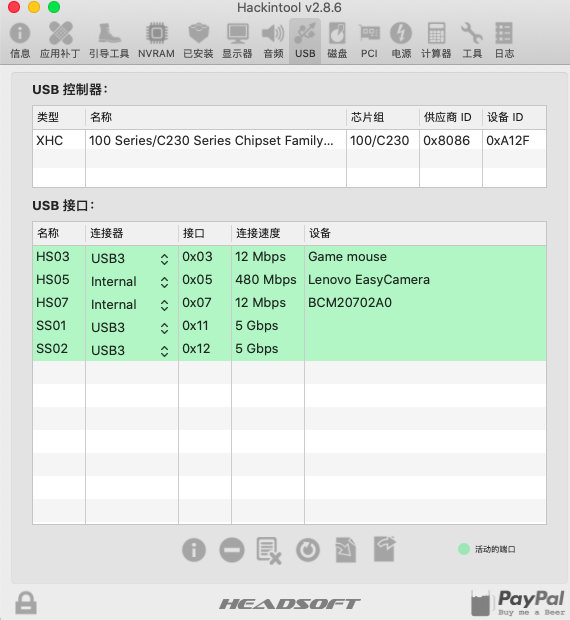 Hackintool v2.8.6
信息 应用补丁 引导工具 NVRAM 已安装 显示器 音频 USB 磁盘 PCI 电源 计算器 工具 日志
USB 控制器：
类型 名称 芯片组 供应商 ID 设备 ID
XHC 100 Series/C230 Series Chipset Family... 100/C230 0x8086 0xA12F
USB 接口：
名称 连接器 接口 连接速度 设备
HS03 USB3 0x03 12 Mbps Game mouse
HS05 Internal 0x05 480 Mbps Lenovo EasyCamera
HS07 Internal 0x07 12 Mbps BCM20702A0
SS01 USB3 0x11 5 Gbps
SS02 USB3 0x12 5 Gbps
活动的端口
HEADSOFT
PayPal
Buy me a Beer